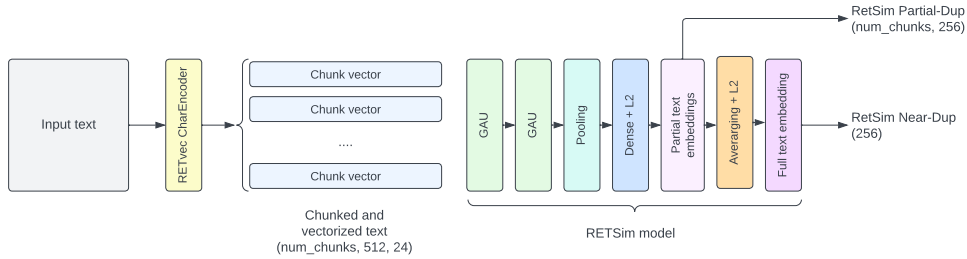 Input text
RETvec CharEncoder
Chunk vector
Chunk vector
....
Chunk vector
Chunked and
vectorized text
(num_chunks, 512, 24)
GAU
GAU
Pooling
Dense + L2
Partial text
embeddings
Averarging + L2
Full text embedding
RETSim model
RetSim Partial-Dup
(num_chunks, 256)
RetSim Near-Dup
(256)